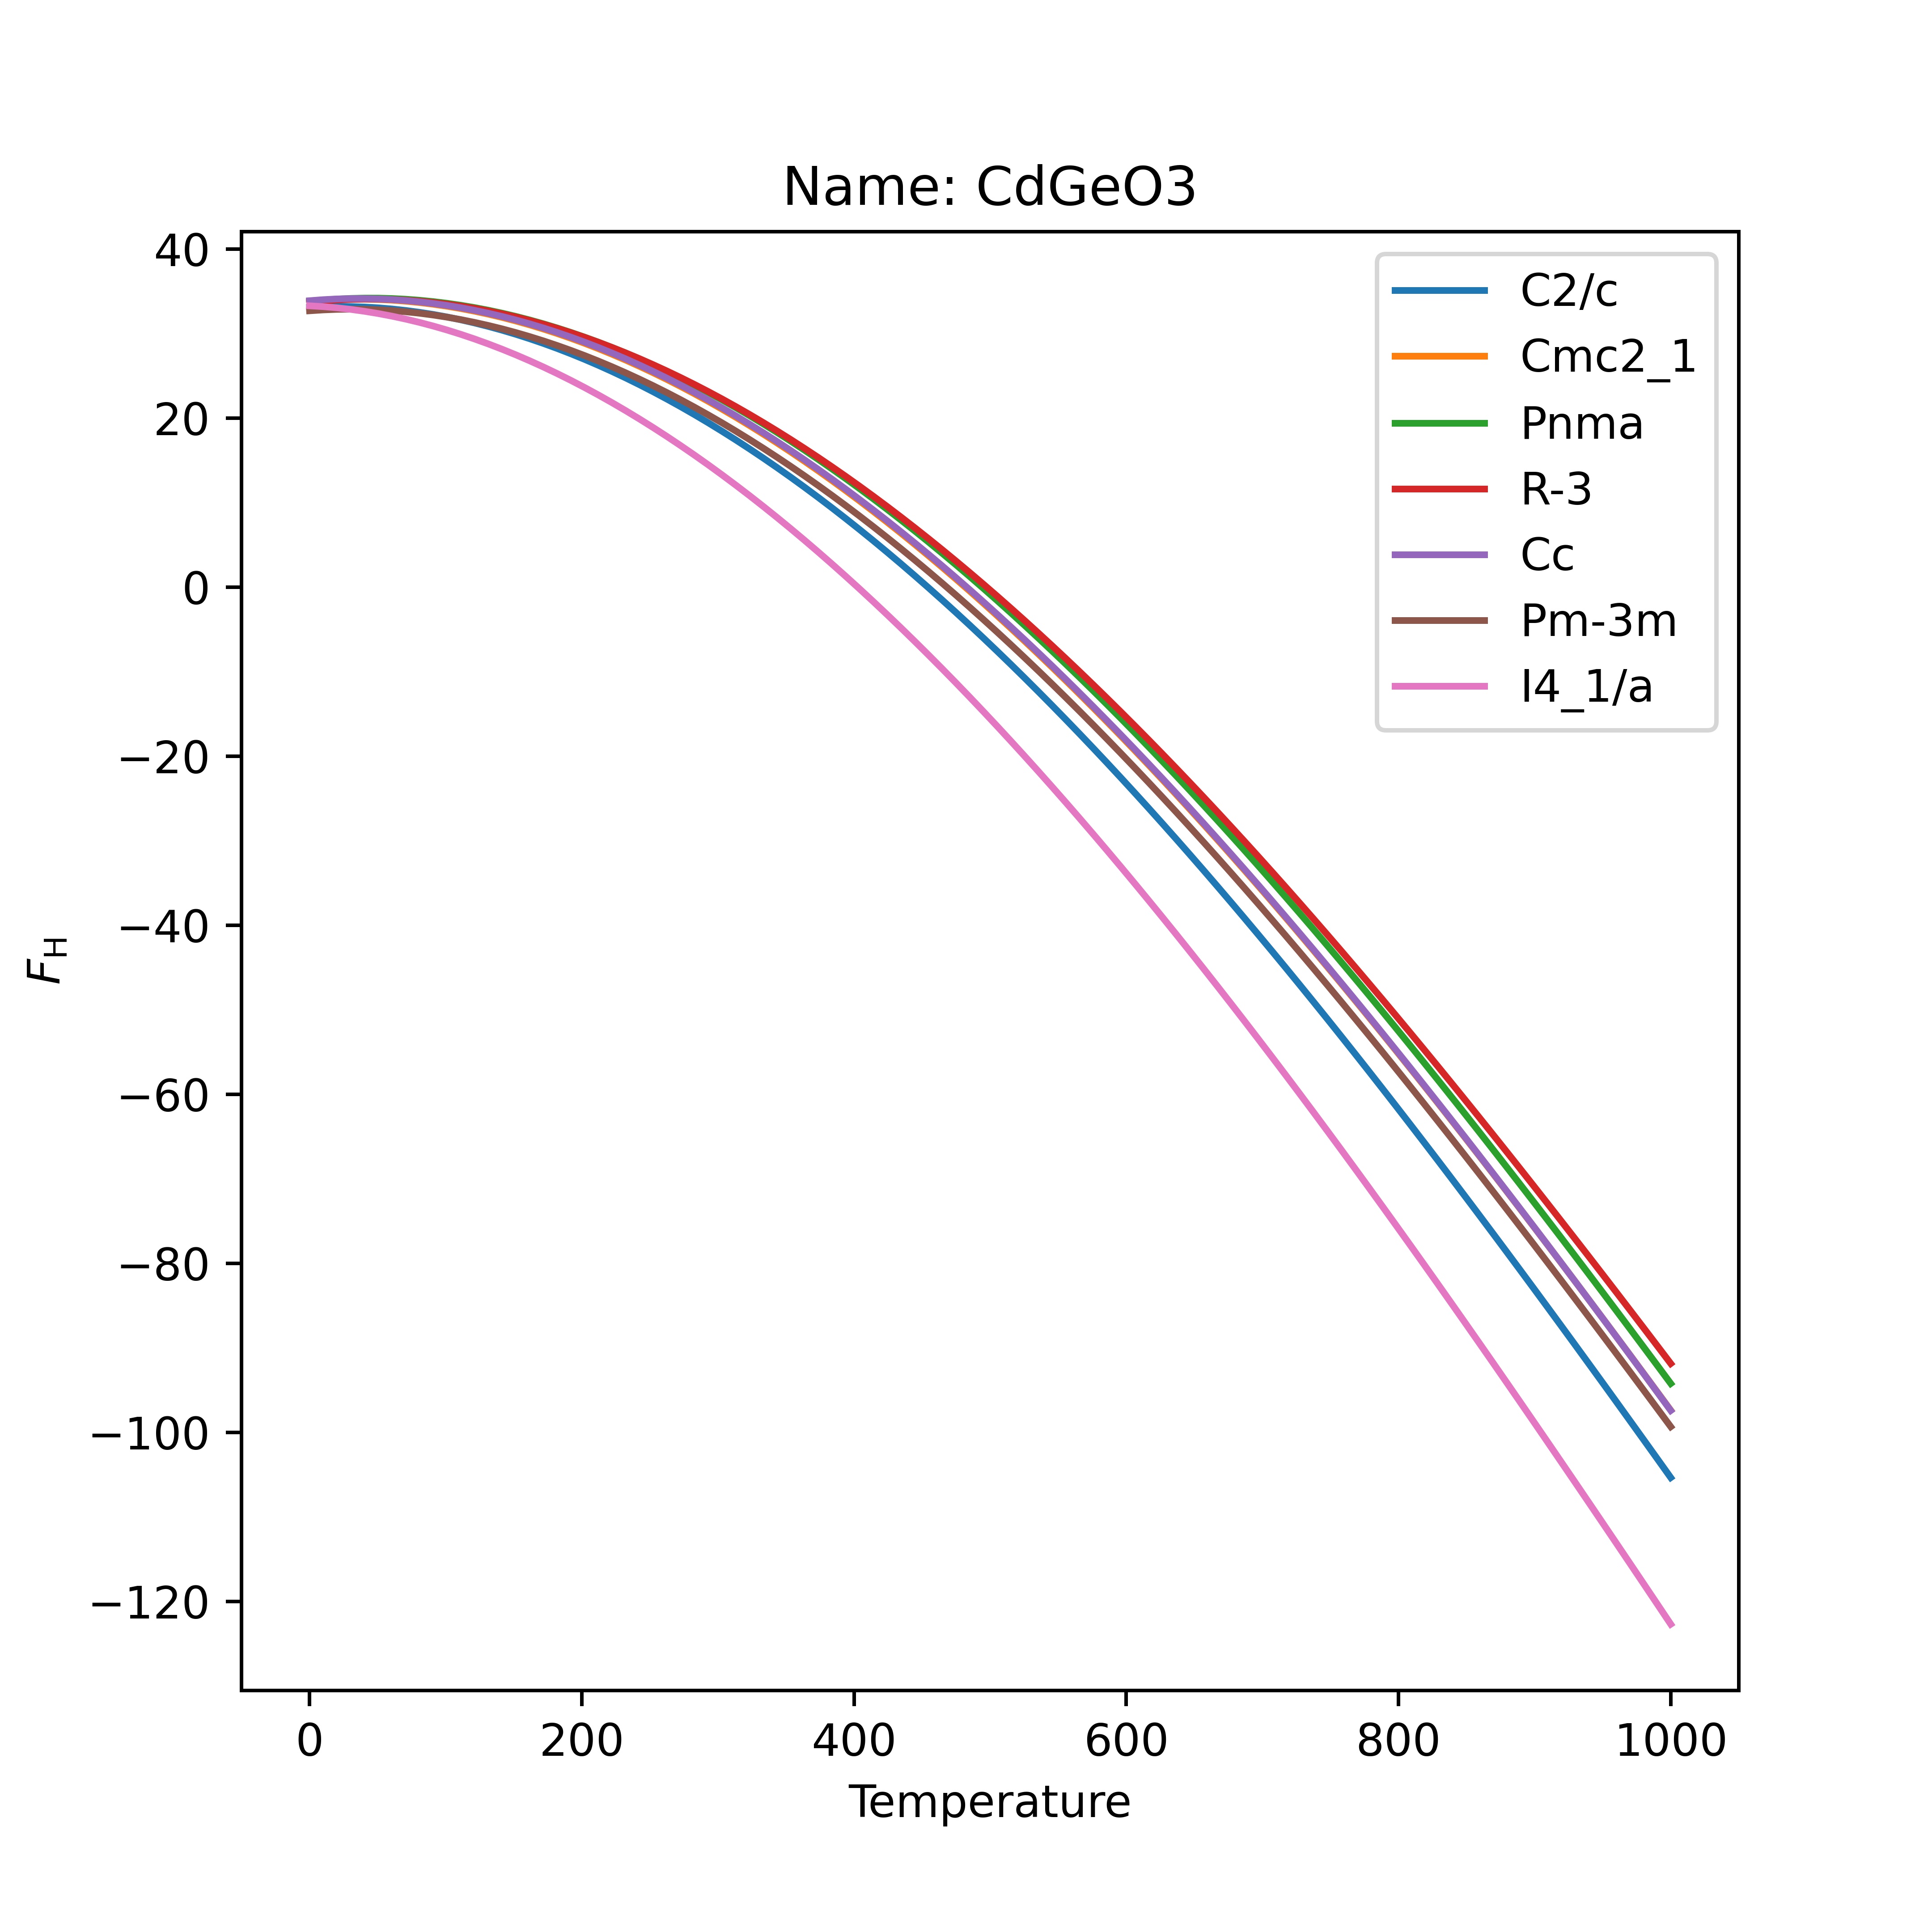 Name: CdGeO3
40
20
0
−20
−40
−60
−80
−100
−120
F_H
C2/c
Cmc2_1
Pnma
R-3
Cc
Pm-3m
I4_1/a
0 200 400 600 800 1000
Temperature